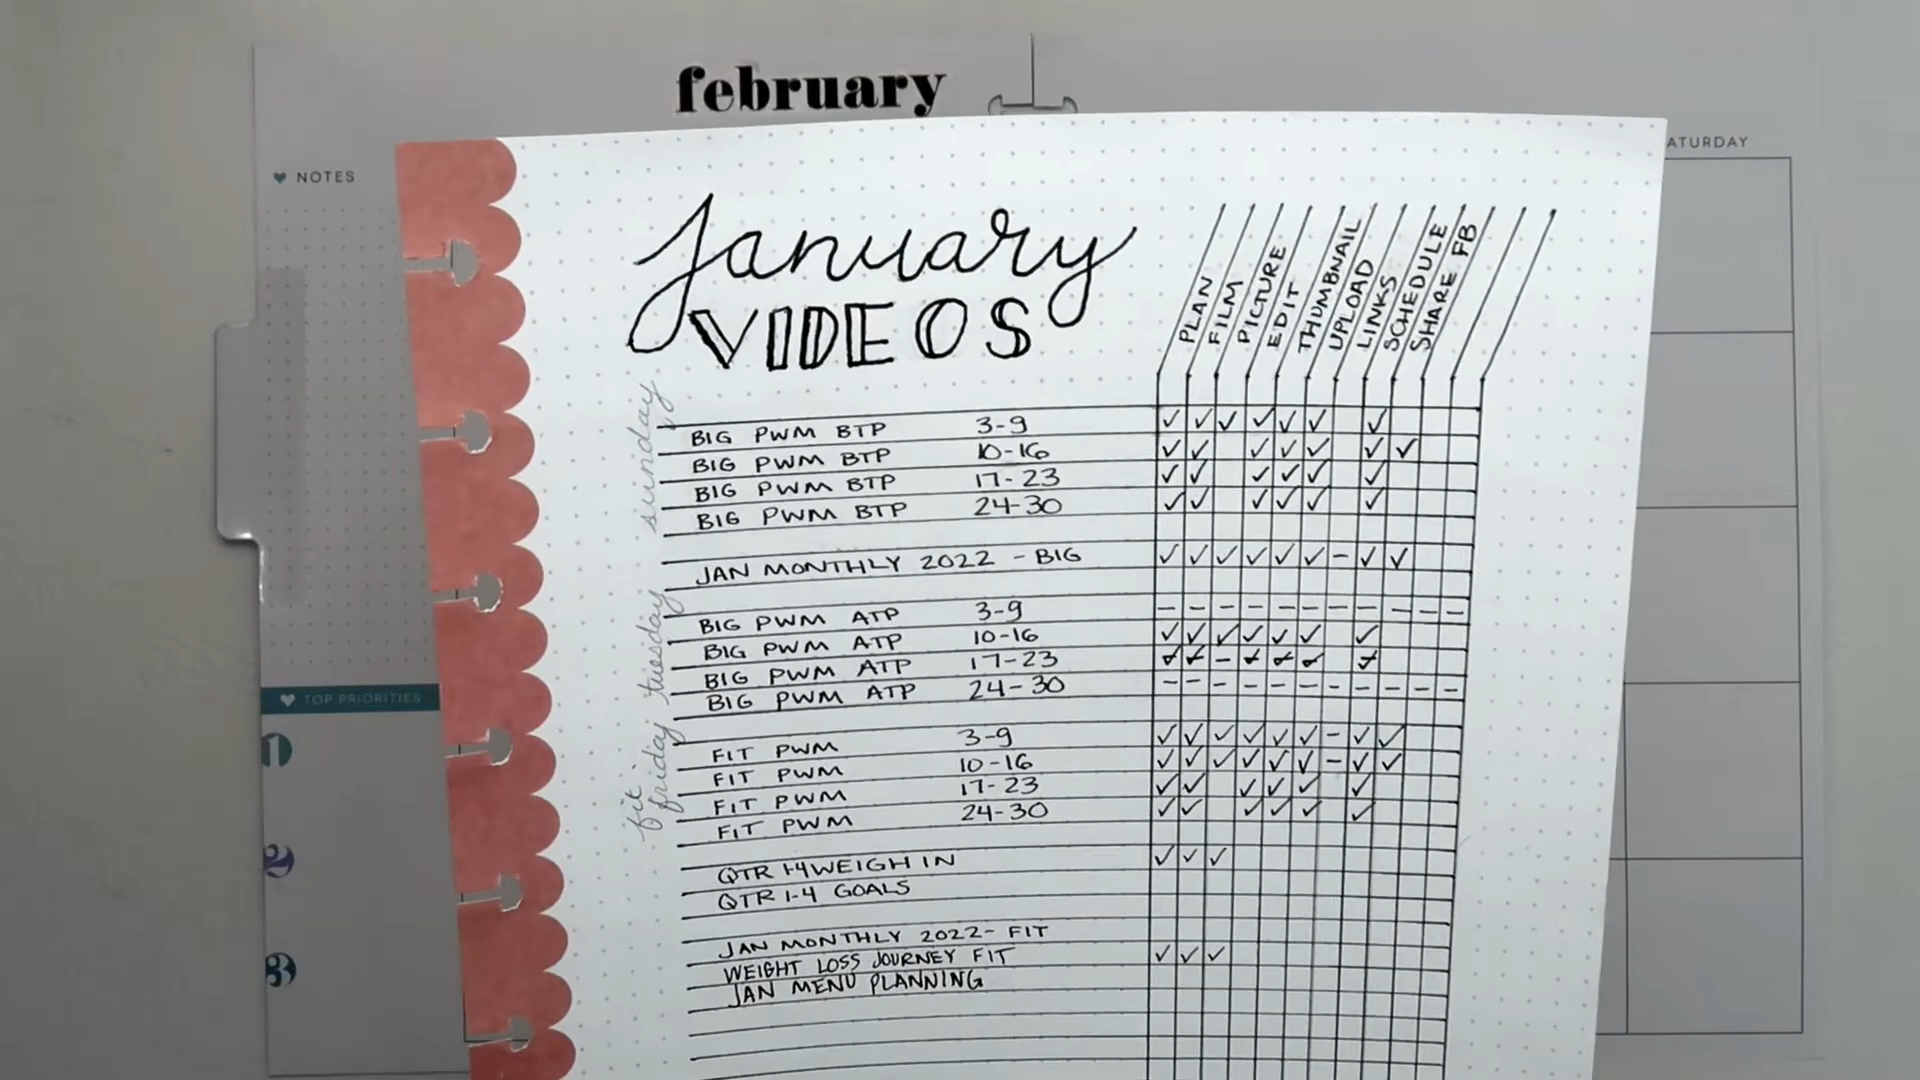 february
NOTES
ATURDAY
January
VIDEOS
PLAN
FILM
PICTURE
EDIT
THUMBNAIL
UPLOAD
LINKS
SCHEDULE
SHARE FB
sunday
BIG PWM BTP 3-9
BIG PWM BTP 10-16
BIG PWM BTP 17-23
BIG PWM BTP 24-30
JAN MONTHLY 2022 - BIG
tuesday
BIG PWM ATP 3-9
BIG PWM ATP 10-16
BIG PWM ATP 17-23
BIG PWM ATP 24-30
TOP PRIORITIES
1
2
3
fit
friday
FIT PWM 3-9
FIT PWM 10-16
FIT PWM 17-23
FIT PWM 24-30
QTR 1-4 WEIGH IN
QTR 1-4 GOALS
JAN MONTHLY 2022- FIT
WEIGHT LOSS JOURNEY FIT
JAN MENU PLANNING